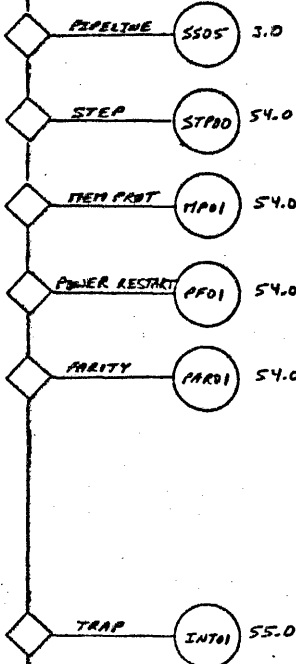 PIPELINE SS05 3.0
STEP STP00 54.0
MEM PROT MP01 54.0
POWER RESTART PF01 54.0
PARITY PAR01 54.0
TRAP INT01 55.0